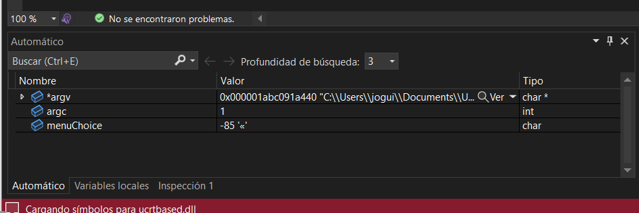 100 % No se encontraron problemas.
Automático
Buscar (Ctrl+E) Profundidad de búsqueda: 3
Nombre Valor Tipo
*argv 0x000001abc091a440 "C:\\Users\\jogui\\Documents\\U... Ver char *
argc 1 int
menuChoice -85 '«' char
Automático Variables locales Inspección 1
Cargando símbolos para ucrtbased.dll